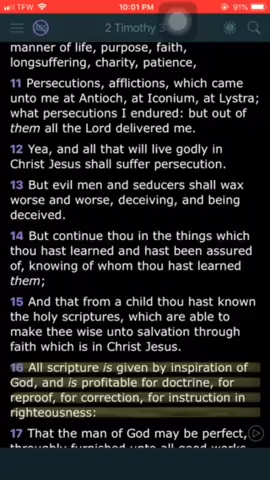 TFW
10:01 PM
91%
2 Timothy 3
manner of life, purpose, faith,
longsuffering, charity, patience,
11 Persecutions, afflictions, which came
unto me at Antioch, at Iconium, at Lystra;
what persecutions I endured: but out of
them all the Lord delivered me.
12 Yea, and all that will live godly in
Christ Jesus shall suffer persecution.
13 But evil men and seducers shall wax
worse and worse, deceiving, and being
deceived.
14 But continue thou in the things which
thou hast learned and hast been assured
of, knowing of whom thou hast learned
them;
15 And that from a child thou hast known
the holy scriptures, which are able to
make thee wise unto salvation through
faith which is in Christ Jesus.
16 All scripture is given by inspiration of
God, and is profitable for doctrine, for
reproof, for correction, for instruction in
righteousness:
17 That the man of God may be perfect,
throughly furnished unto all good works